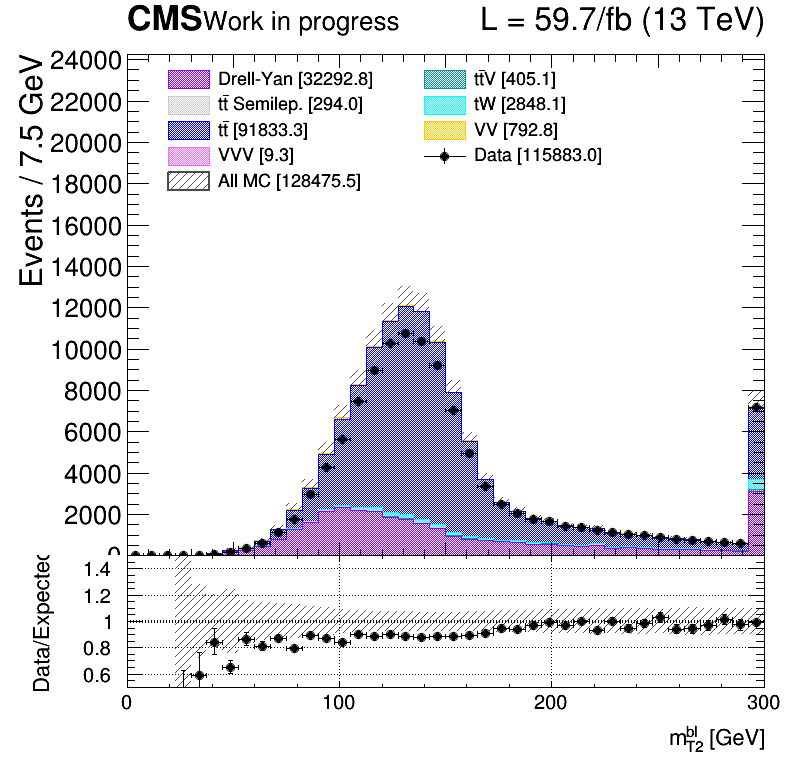 CMS Work in progress L = 59.7/fb (13 TeV)
Events / 7.5 GeV
24000
22000
20000
18000
16000
14000
12000
10000
8000
6000
4000
2000
0
Drell-Yan [32292.8]
tt̄ Semilep. [294.0]
tt̄ [91833.3]
VVV [9.3]
All MC [128475.5]
tt̄V [405.1]
tW [2848.1]
VV [792.8]
Data [115883.0]
Data/Expected
1.4
1.2
1
0.8
0.6
0 100 200 300
m_{T2}^{bl} [GeV]